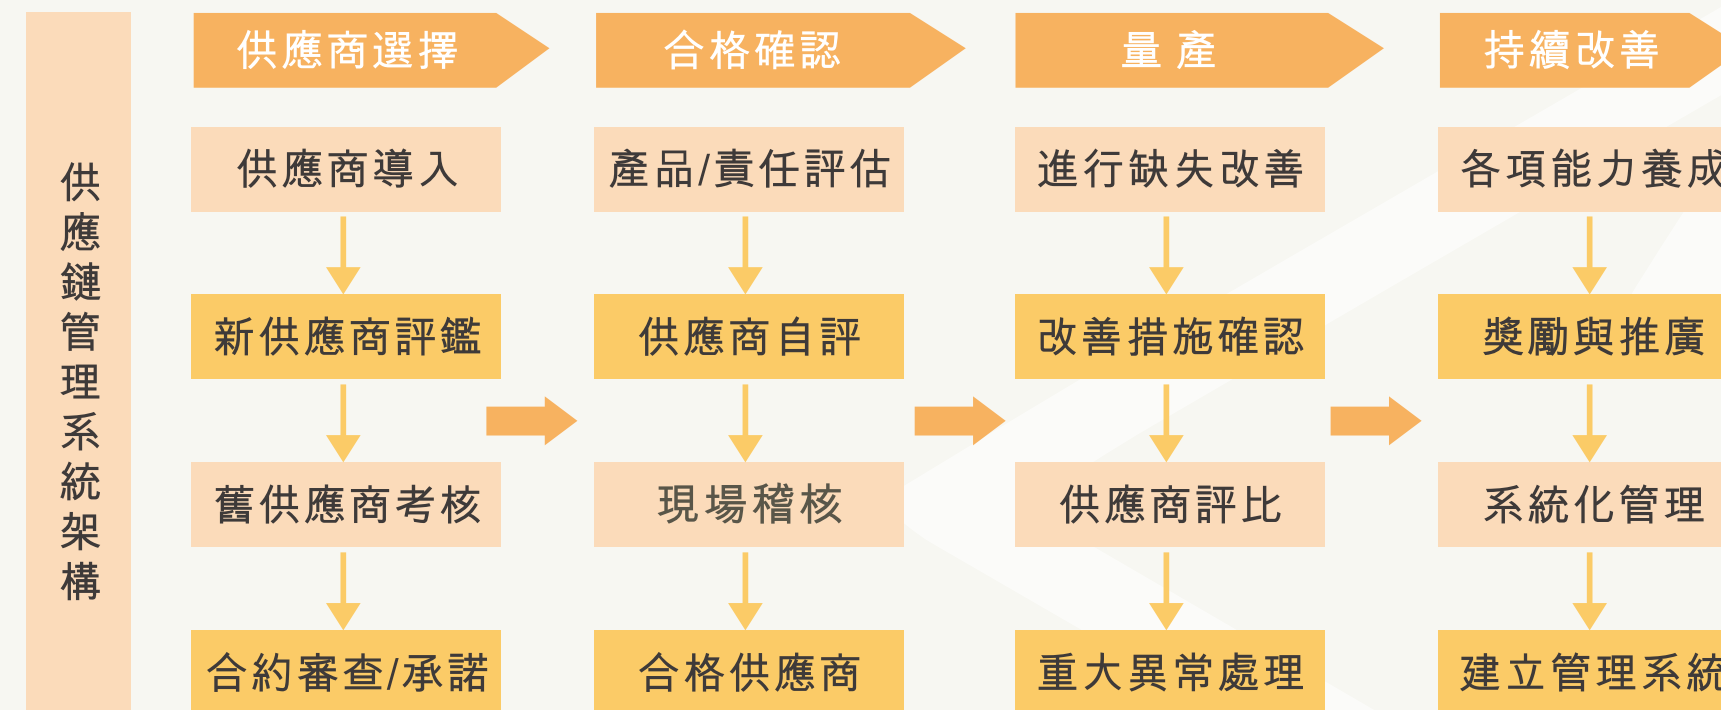 供應鏈管理系統架構
供應商選擇
供應商導入
新供應商評鑑
舊供應商考核
合約審查/承諾
合格確認
產品/責任評估
供應商自評
現場稽核
合格供應商
量產
進行缺失改善
改善措施確認
供應商評比
重大異常處理
持續改善
各項能力養成
獎勵與推廣
系統化管理
建立管理系統